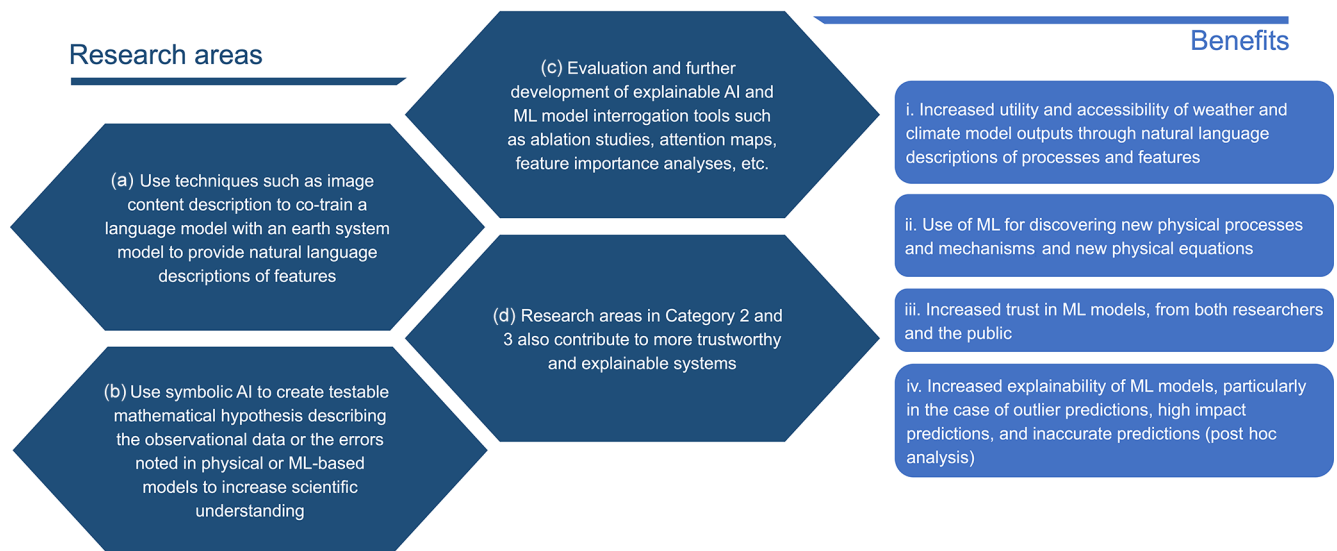 Research areas
(a) Use techniques such as image
content description to co-train a
language model with an earth system
model to provide natural language
descriptions of features
(b) Use symbolic AI to create testable
mathematical hypothesis describing
the observational data or the errors
noted in physical or ML-based
models to increase scientific
understanding
(c) Evaluation and further
development of explainable AI and
ML model interrogation tools such
as ablation studies, attention maps,
feature importance analyses, etc.
(d) Research areas in Category 2 and
3 also contribute to more trustworthy
and explainable systems
Benefits
i. Increased utility and accessibility of weather and
climate model outputs through natural language
descriptions of processes and features
ii. Use of ML for discovering new physical processes
and mechanisms and new physical equations
iii. Increased trust in ML models, from both researchers
and the public
iv. Increased explainability of ML models, particularly
in the case of outlier predictions, high impact
predictions, and inaccurate predictions (post hoc
analysis)